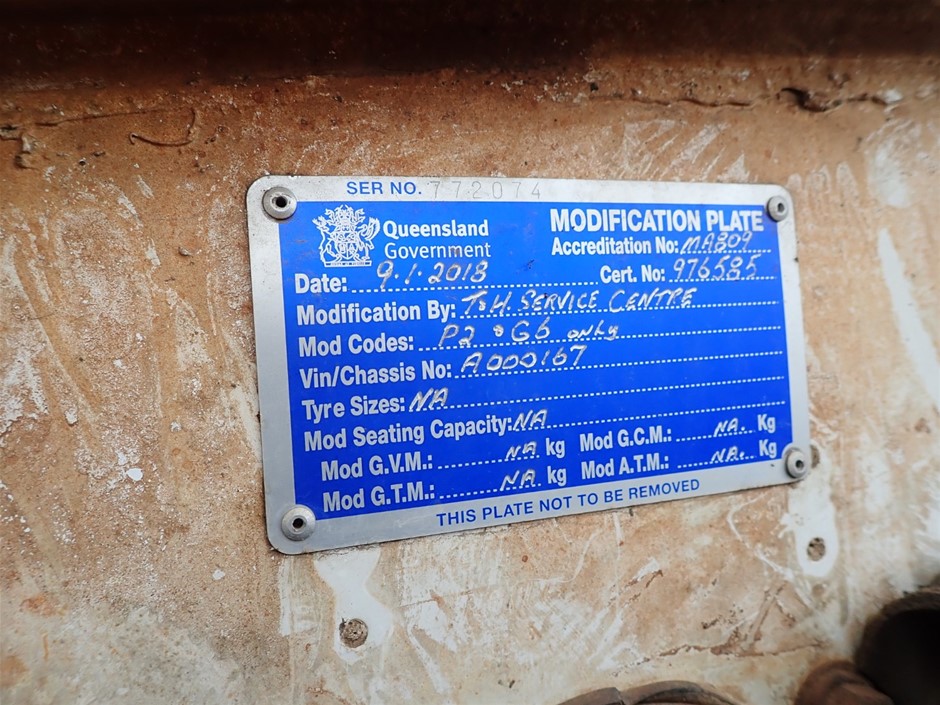 SER NO. 772074
Queensland Government
MODIFICATION PLATE
Accreditation No: MA809
Date: 9.1.2018 Cert. No: 976585
Modification By: T&H SERVICE CENTRE
Mod Codes: P2 & G6 only
Vin/Chassis No: A000167
Tyre Sizes: NA
Mod Seating Capacity: NA
Mod G.V.M.: NA kg Mod G.C.M.: NA. Kg
Mod G.T.M.: NA kg Mod A.T.M.: NA. Kg
THIS PLATE NOT TO BE REMOVED